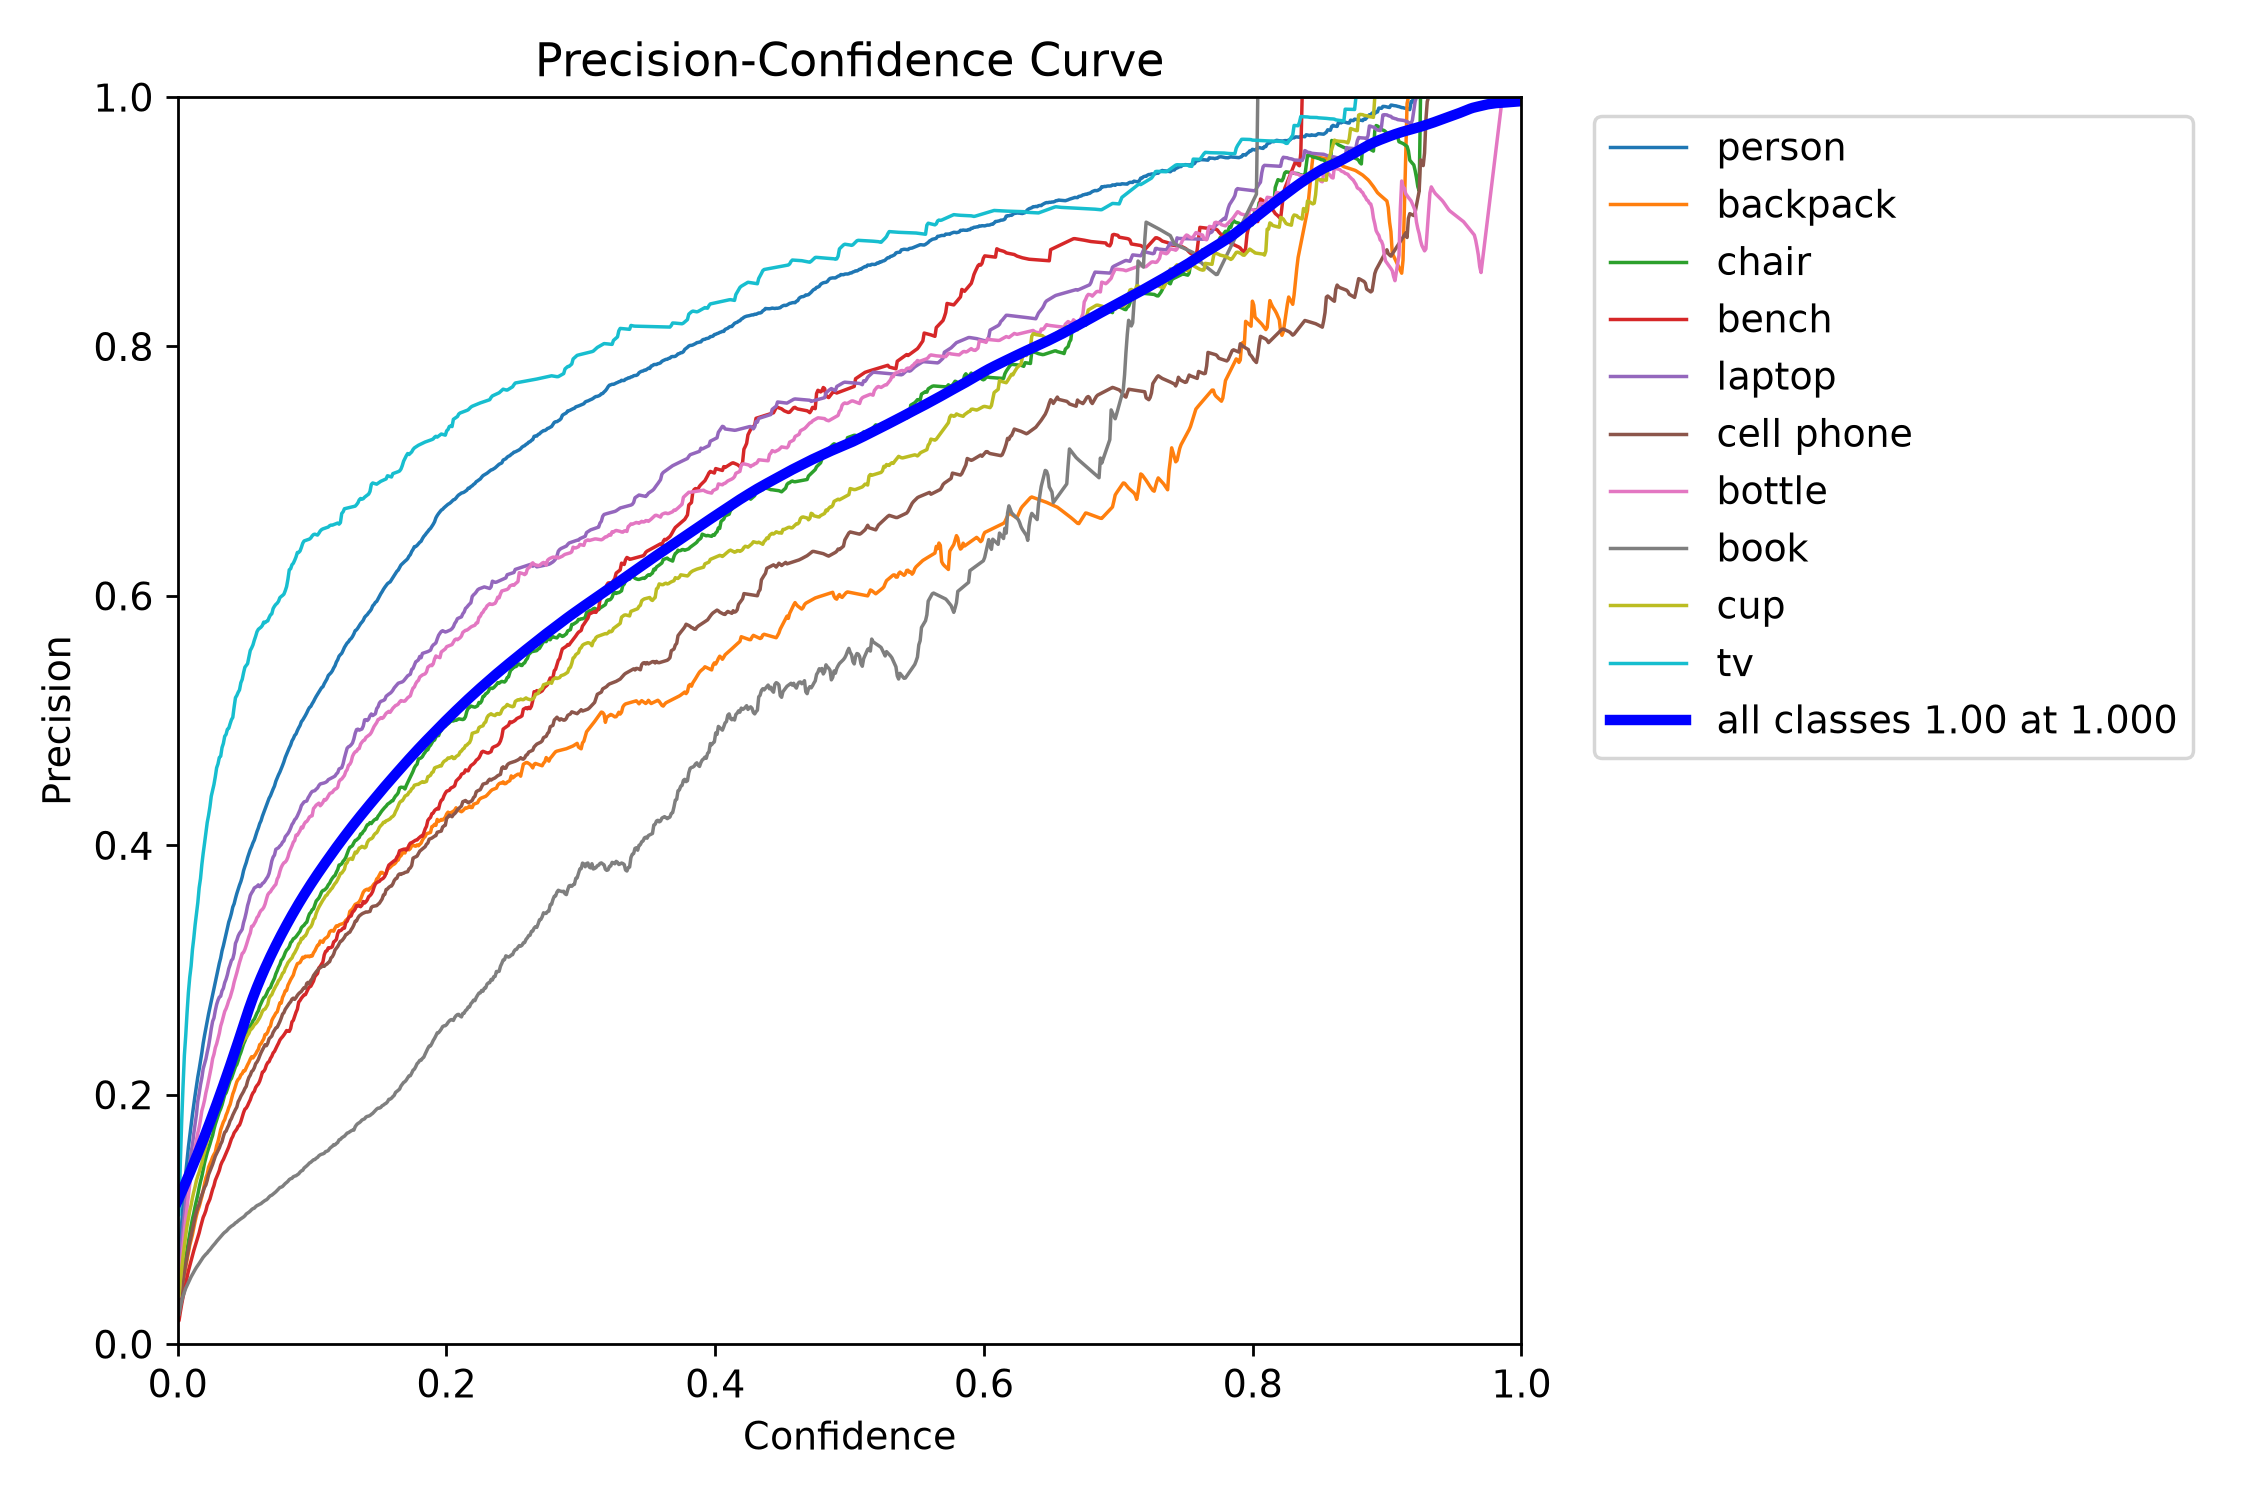 Precision-Confidence Curve
1.0
0.8
0.6
0.4
0.2
0.0
Precision
0.0 0.2 0.4 0.6 0.8 1.0
Confidence
person
backpack
chair
bench
laptop
cell phone
bottle
book
cup
tv
all classes 1.00 at 1.000